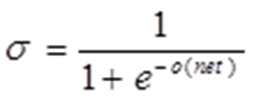 σ = 1 / (1 + e^{-o(net)})